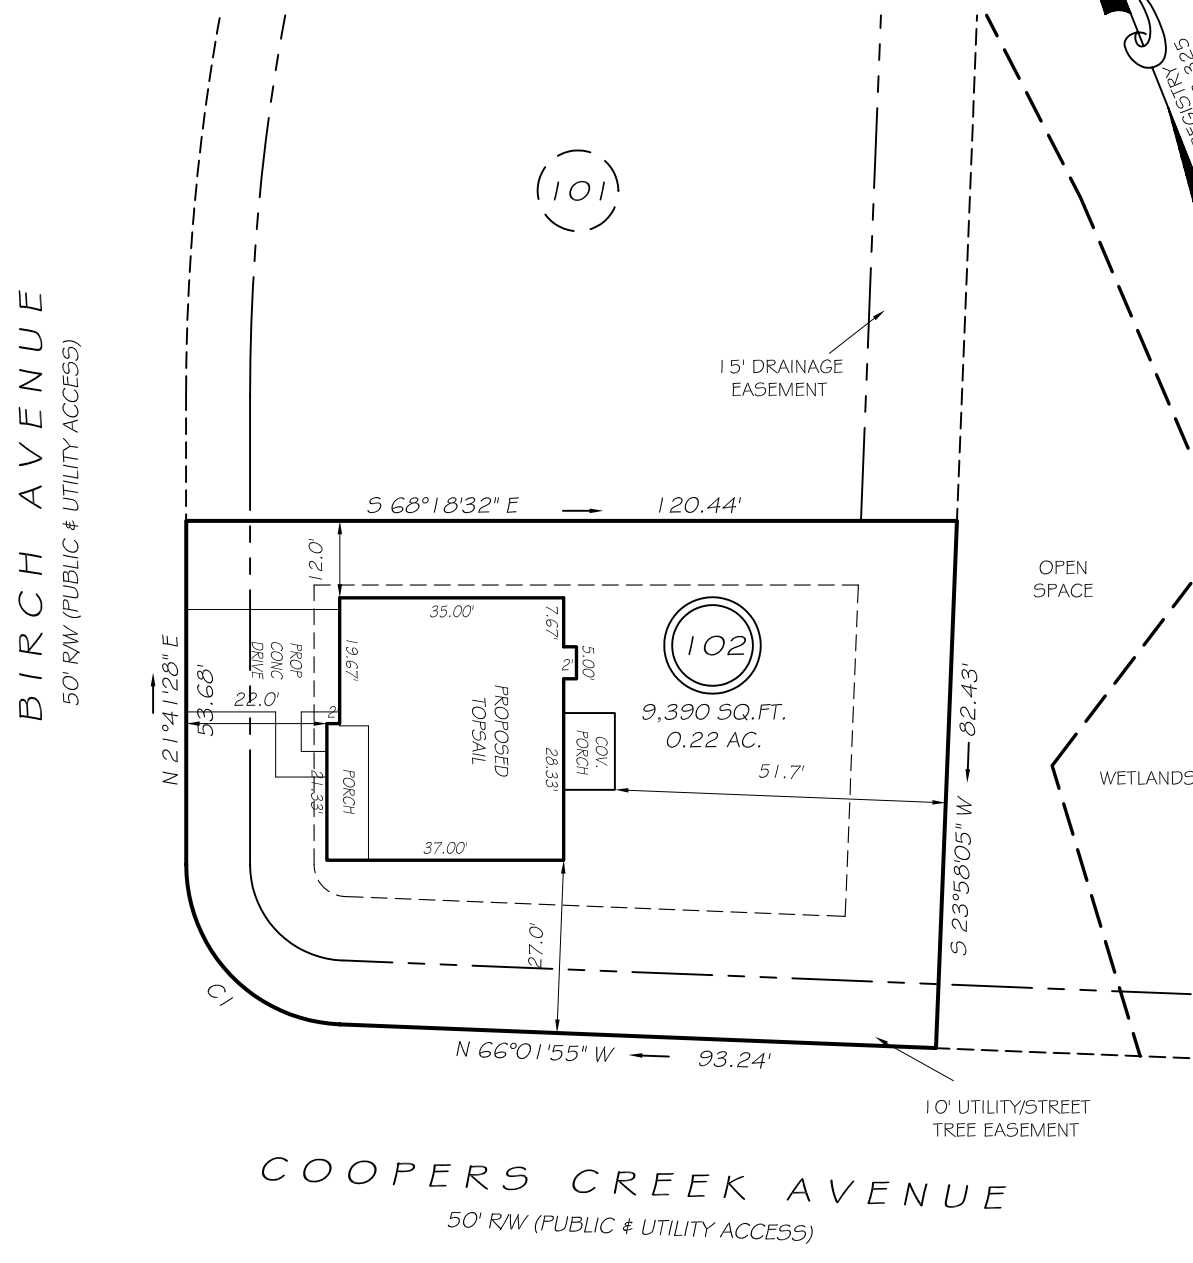 REGISTRY
325
101
15' DRAINAGE
EASEMENT
BIRCH AVENUE
50' R/W (PUBLIC & UTILITY ACCESS)
S 68°18'32" E 120.44'
12.0'
OPEN
SPACE
35.00'
7.67'
19.67'
5.00'
2'
102
9,390 SQ.FT.
0.22 AC.
PROP
CONC
DRIVE
22.0'
2'
N 21°41'28" E
53.68'
PROPOSED
TOPSAIL
COV.
PORCH
28.33'
51.7'
S 23°58'05" W 82.43'
WETLANDS
21.33'
PORCH
37.00'
27.0'
C1
N 66°01'55" W 93.24'
10' UTILITY/STREET
TREE EASEMENT
COOPERS CREEK AVENUE
50' R/W (PUBLIC & UTILITY ACCESS)